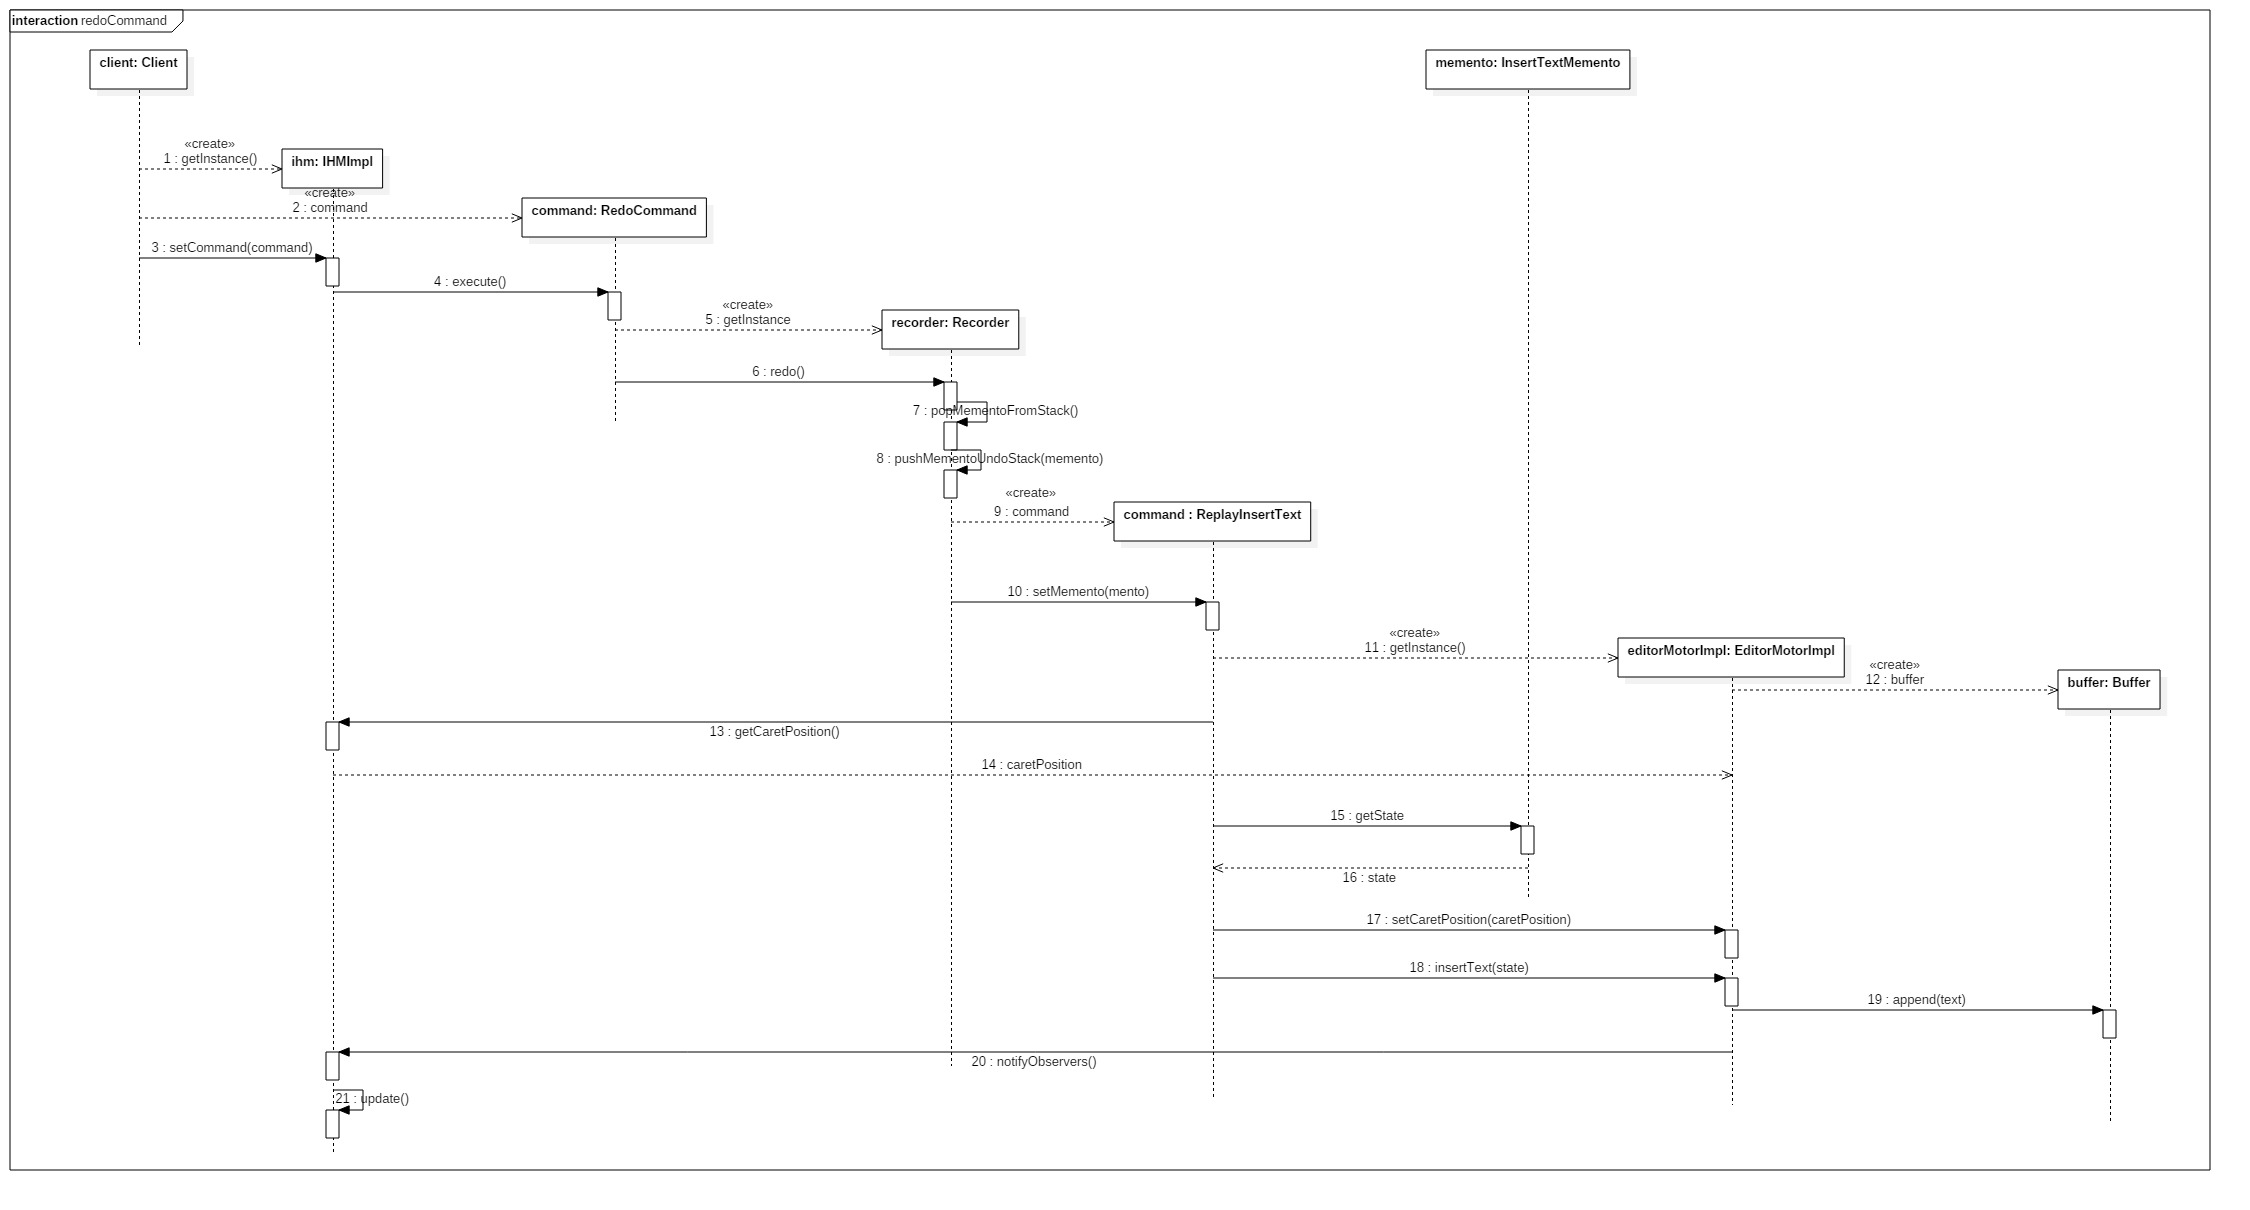 interaction redoCommand
client: Client
memento: InsertTextMemento
«create»
1 : getInstance()
ihm: IHMImpl
«create»
2 : command
command: RedoCommand
3 : setCommand(command)
4 : execute()
«create»
5 : getInstance
recorder: Recorder
6 : redo()
7 : popMementoFromStack()
8 : pushMementoUndoStack(memento)
«create»
9 : command
command : ReplayInsertText
10 : setMemento(mento)
«create»
11 : getInstance()
editorMotorImpl: EditorMotorImpl
«create»
12 : buffer
buffer: Buffer
13 : getCaretPosition()
14 : caretPosition
15 : getState
16 : state
17 : setCaretPosition(caretPosition)
18 : insertText(state)
19 : append(text)
20 : notifyObservers()
21 : update()